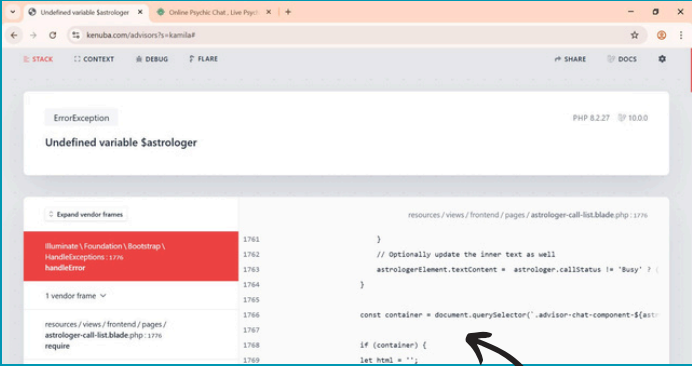 Undefined variable $astrologer
Online Psychic Chat , Live Psych
kenuba.com/advisors?s=kamila#
STACK
CONTEXT
DEBUG
FLARE
SHARE
DOCS
ErrorException
PHP 8.2.27
10.0.0
Undefined variable $astrologer
Expand vendor frames
resources / views / frontend / pages / astrologer-call-list.blade.php : 1776
Illuminate \ Foundation \ Bootstrap \
HandleExceptions : 1776
handleError
1 vendor frame
resources / views / frontend / pages /
astrologer-call-list.blade.php : 1776
require
1761 }
1762 // Optionally update the inner text as well
1763 astrologerElement.textContent = astrologer.callStatus != 'Busy' ?
1764 }
1765
1766 const container = document.querySelector(`.advisor-chat-component-${astr
1767
1768 if (container) {
1769 let html = '';